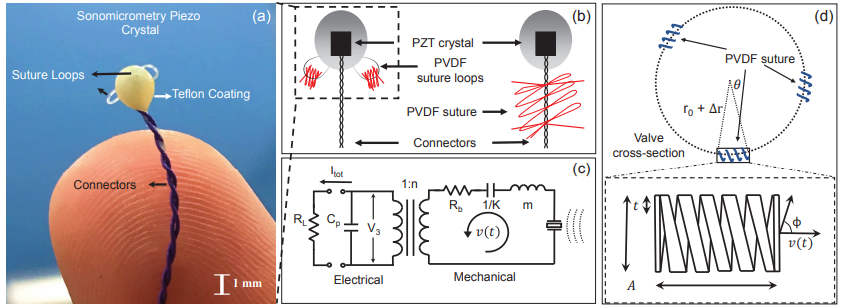 Sonomicrometry Piezo
Crystal
(a)
Suture Loops
Teflon Coating
Connectors
1 mm
(b)
PZT crystal
PVDF
suture loops
PVDF suture
Connectors
(c)
I_tot
1:n
R_L
C_p
V_3
R_b
1/K
m
v(t)
Electrical
Mechanical
(d)
PVDF suture
θ
r_0 + Δr
Valve
cross-section
t
ϕ
v(t)
A